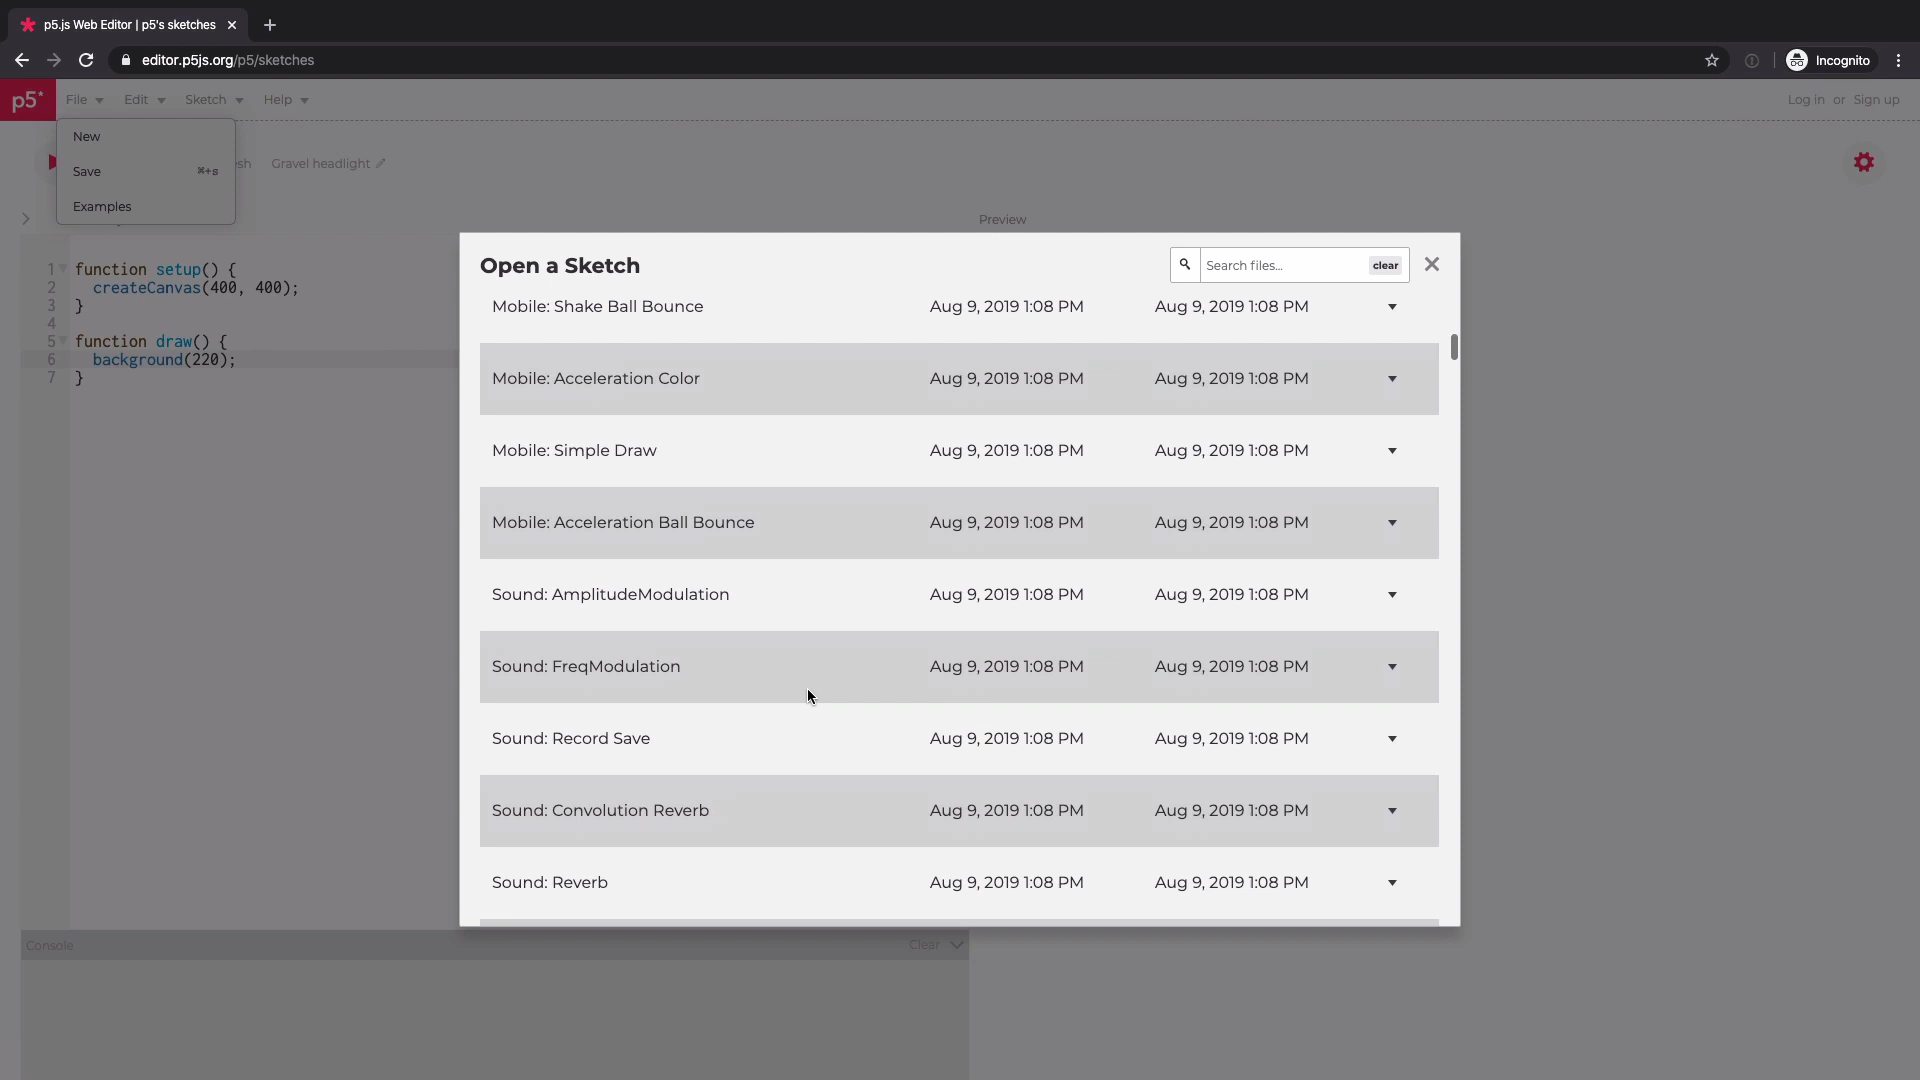 p5.js Web Editor | p5's sketches
editor.p5js.org/p5/sketches
Incognito
p5* File Edit Sketch Help Log in or Sign up
New
Save ⌘+S
Examples
sh Gravel headlight
Preview
1 function setup() {
2 createCanvas(400, 400);
3 }
4
5 function draw() {
6 background(220);
7 }
Open a Sketch
Search files...
clear
Mobile: Shake Ball Bounce Aug 9, 2019 1:08 PM Aug 9, 2019 1:08 PM
Mobile: Acceleration Color Aug 9, 2019 1:08 PM Aug 9, 2019 1:08 PM
Mobile: Simple Draw Aug 9, 2019 1:08 PM Aug 9, 2019 1:08 PM
Mobile: Acceleration Ball Bounce Aug 9, 2019 1:08 PM Aug 9, 2019 1:08 PM
Sound: AmplitudeModulation Aug 9, 2019 1:08 PM Aug 9, 2019 1:08 PM
Sound: FreqModulation Aug 9, 2019 1:08 PM Aug 9, 2019 1:08 PM
Sound: Record Save Aug 9, 2019 1:08 PM Aug 9, 2019 1:08 PM
Sound: Convolution Reverb Aug 9, 2019 1:08 PM Aug 9, 2019 1:08 PM
Sound: Reverb Aug 9, 2019 1:08 PM Aug 9, 2019 1:08 PM
Console Clear